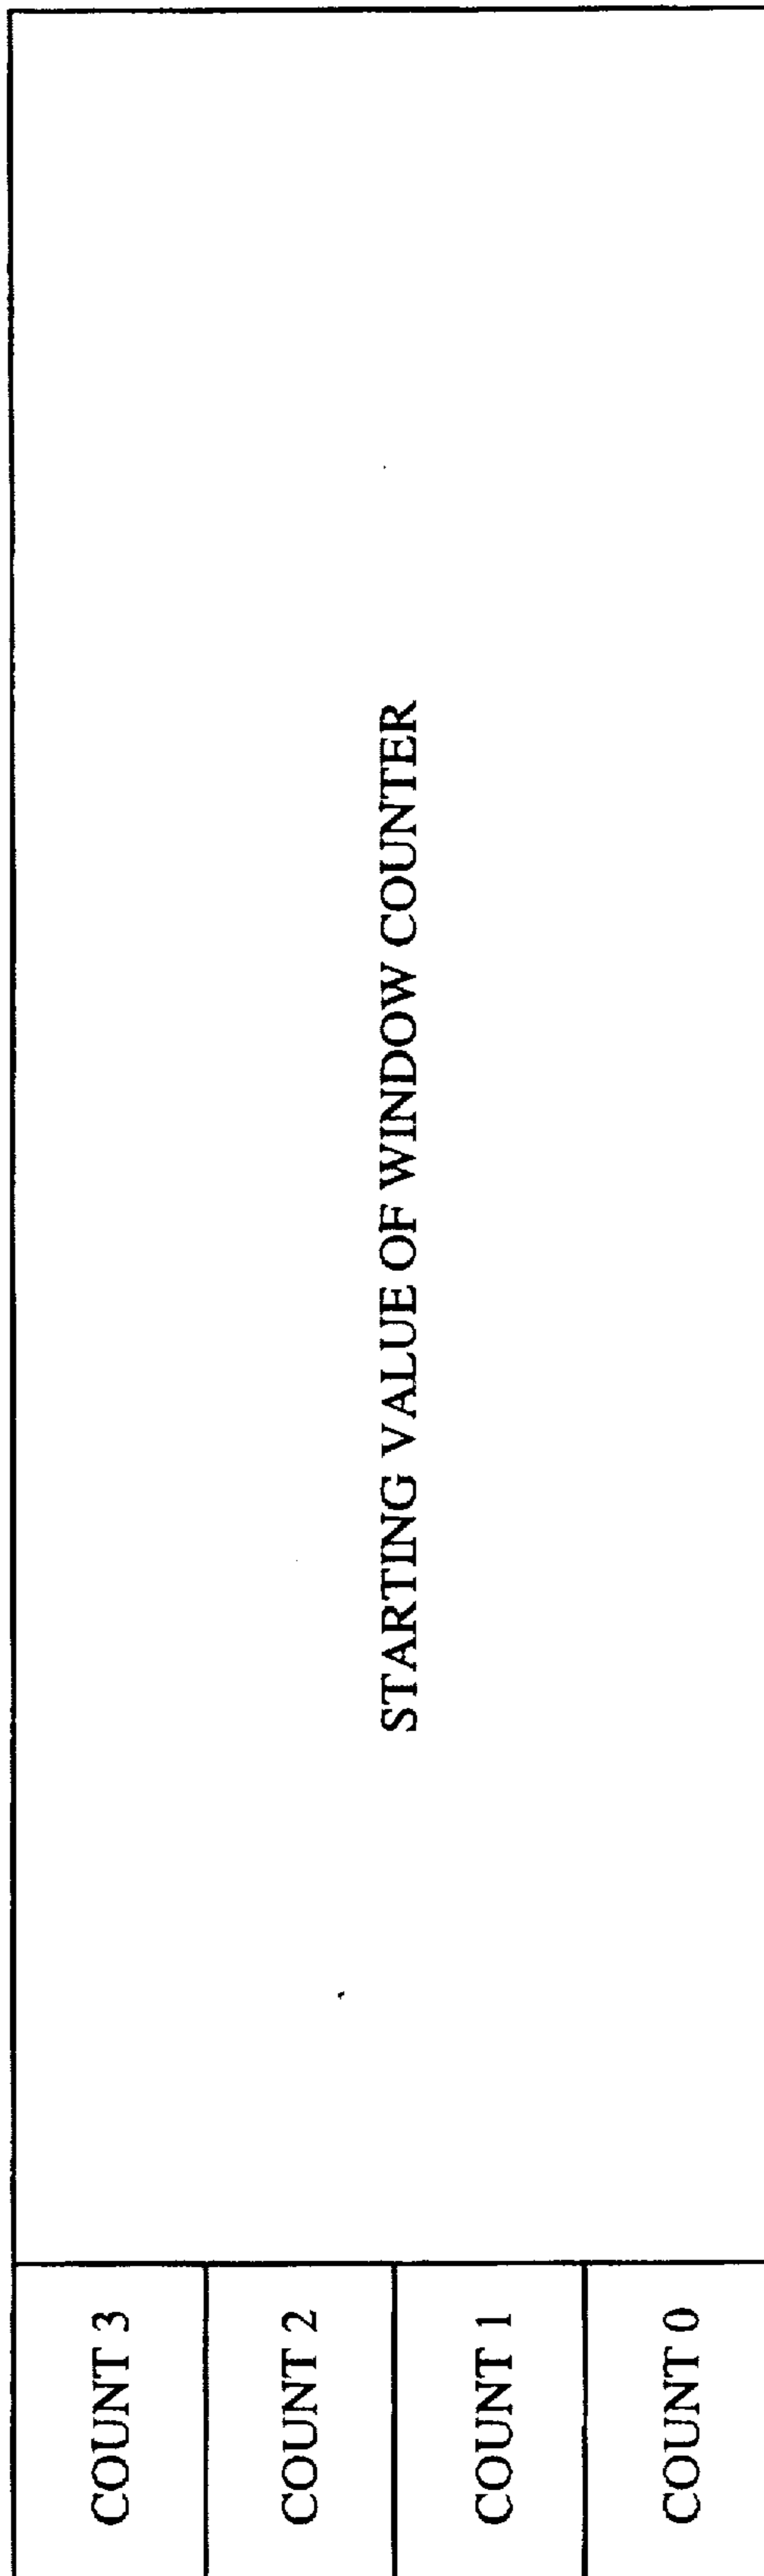 COUNT 3
COUNT 2
COUNT 1
COUNT 0
STARTING VALUE OF WINDOW COUNTER